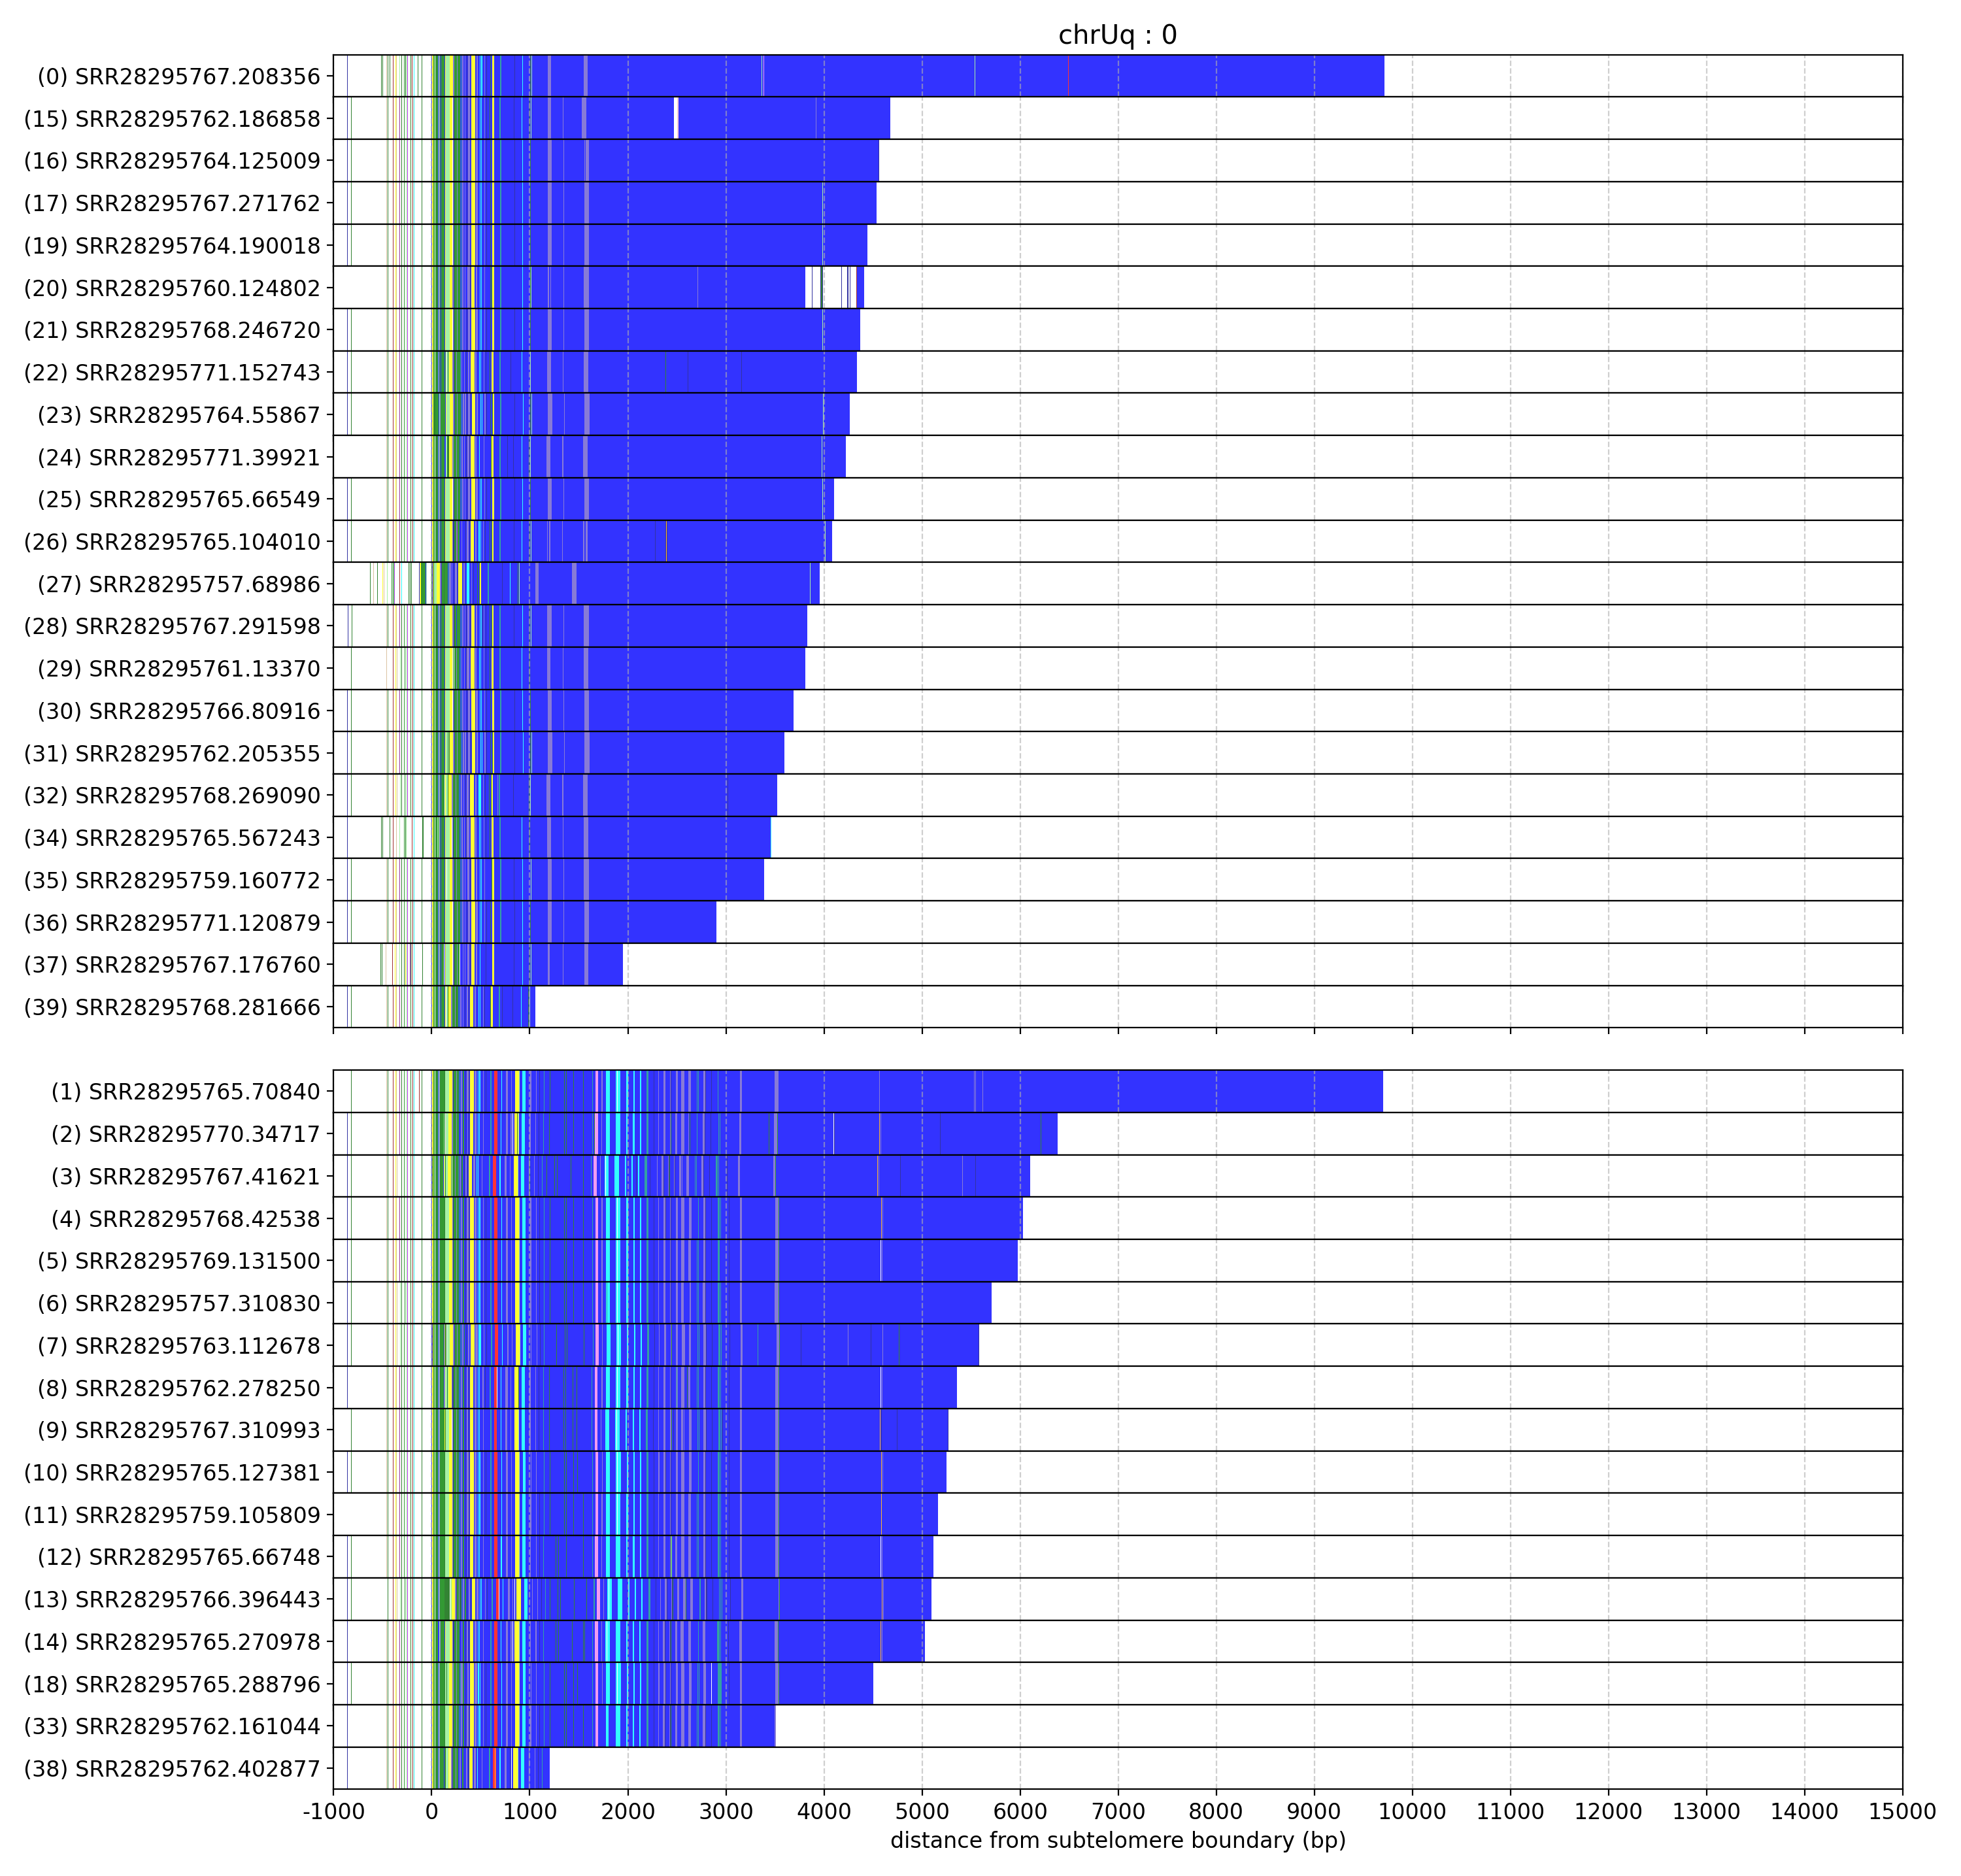 chrUq : 0
(0) SRR28295767.208356
(15) SRR28295762.186858
(16) SRR28295764.125009
(17) SRR28295767.271762
(19) SRR28295764.190018
(20) SRR28295760.124802
(21) SRR28295768.246720
(22) SRR28295771.152743
(23) SRR28295764.55867
(24) SRR28295771.39921
(25) SRR28295765.66549
(26) SRR28295765.104010
(27) SRR28295757.68986
(28) SRR28295767.291598
(29) SRR28295761.13370
(30) SRR28295766.80916
(31) SRR28295762.205355
(32) SRR28295768.269090
(34) SRR28295765.567243
(35) SRR28295759.160772
(36) SRR28295771.120879
(37) SRR28295767.176760
(39) SRR28295768.281666
(1) SRR28295765.70840
(2) SRR28295770.34717
(3) SRR28295767.41621
(4) SRR28295768.42538
(5) SRR28295769.131500
(6) SRR28295757.310830
(7) SRR28295763.112678
(8) SRR28295762.278250
(9) SRR28295767.310993
(10) SRR28295765.127381
(11) SRR28295759.105809
(12) SRR28295765.66748
(13) SRR28295766.396443
(14) SRR28295765.270978
(18) SRR28295765.288796
(33) SRR28295762.161044
(38) SRR28295762.402877
-1000 0 1000 2000 3000 4000 5000 6000 7000 8000 9000 10000 11000 12000 13000 14000 15000
distance from subtelomere boundary (bp)